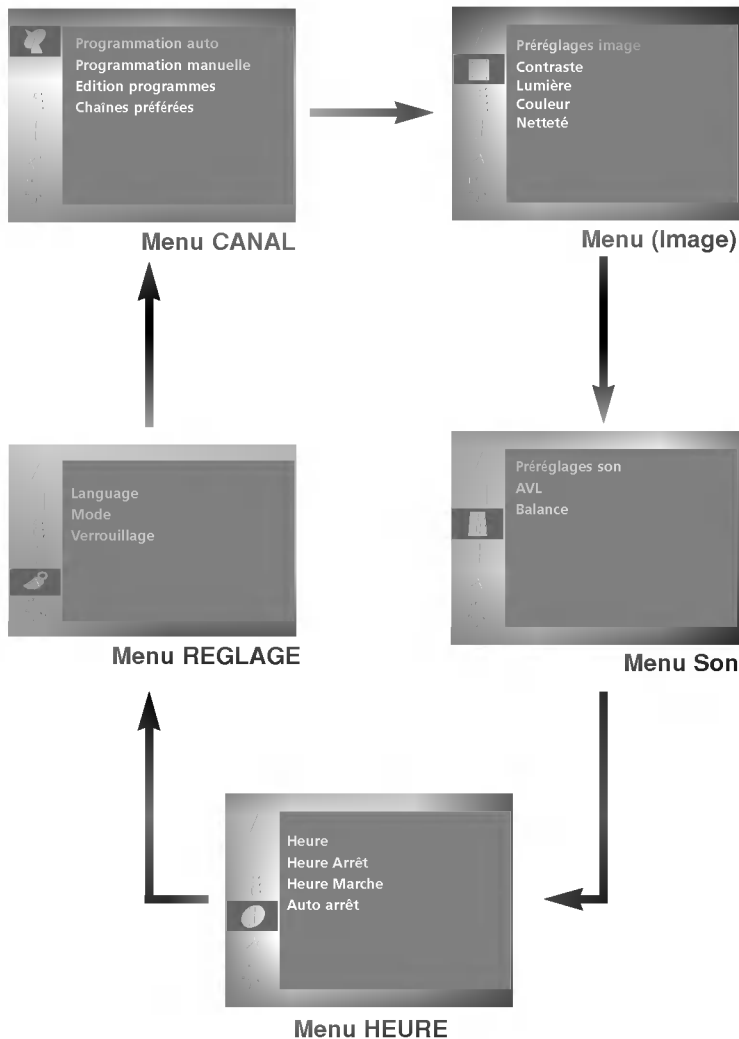 Programmation auto
Programmation manuelle
Edition programmes
Chaînes préférées
Menu CANAL
Préréglages image
Contraste
Lumière
Couleur
Netteté
Menu (Image)
Language
Mode
Verrouillage
Menu REGLAGE
Préréglages son
AVL
Balance
Menu Son
Heure
Heure Arrêt
Heure Marche
Auto arrêt
Menu HEURE